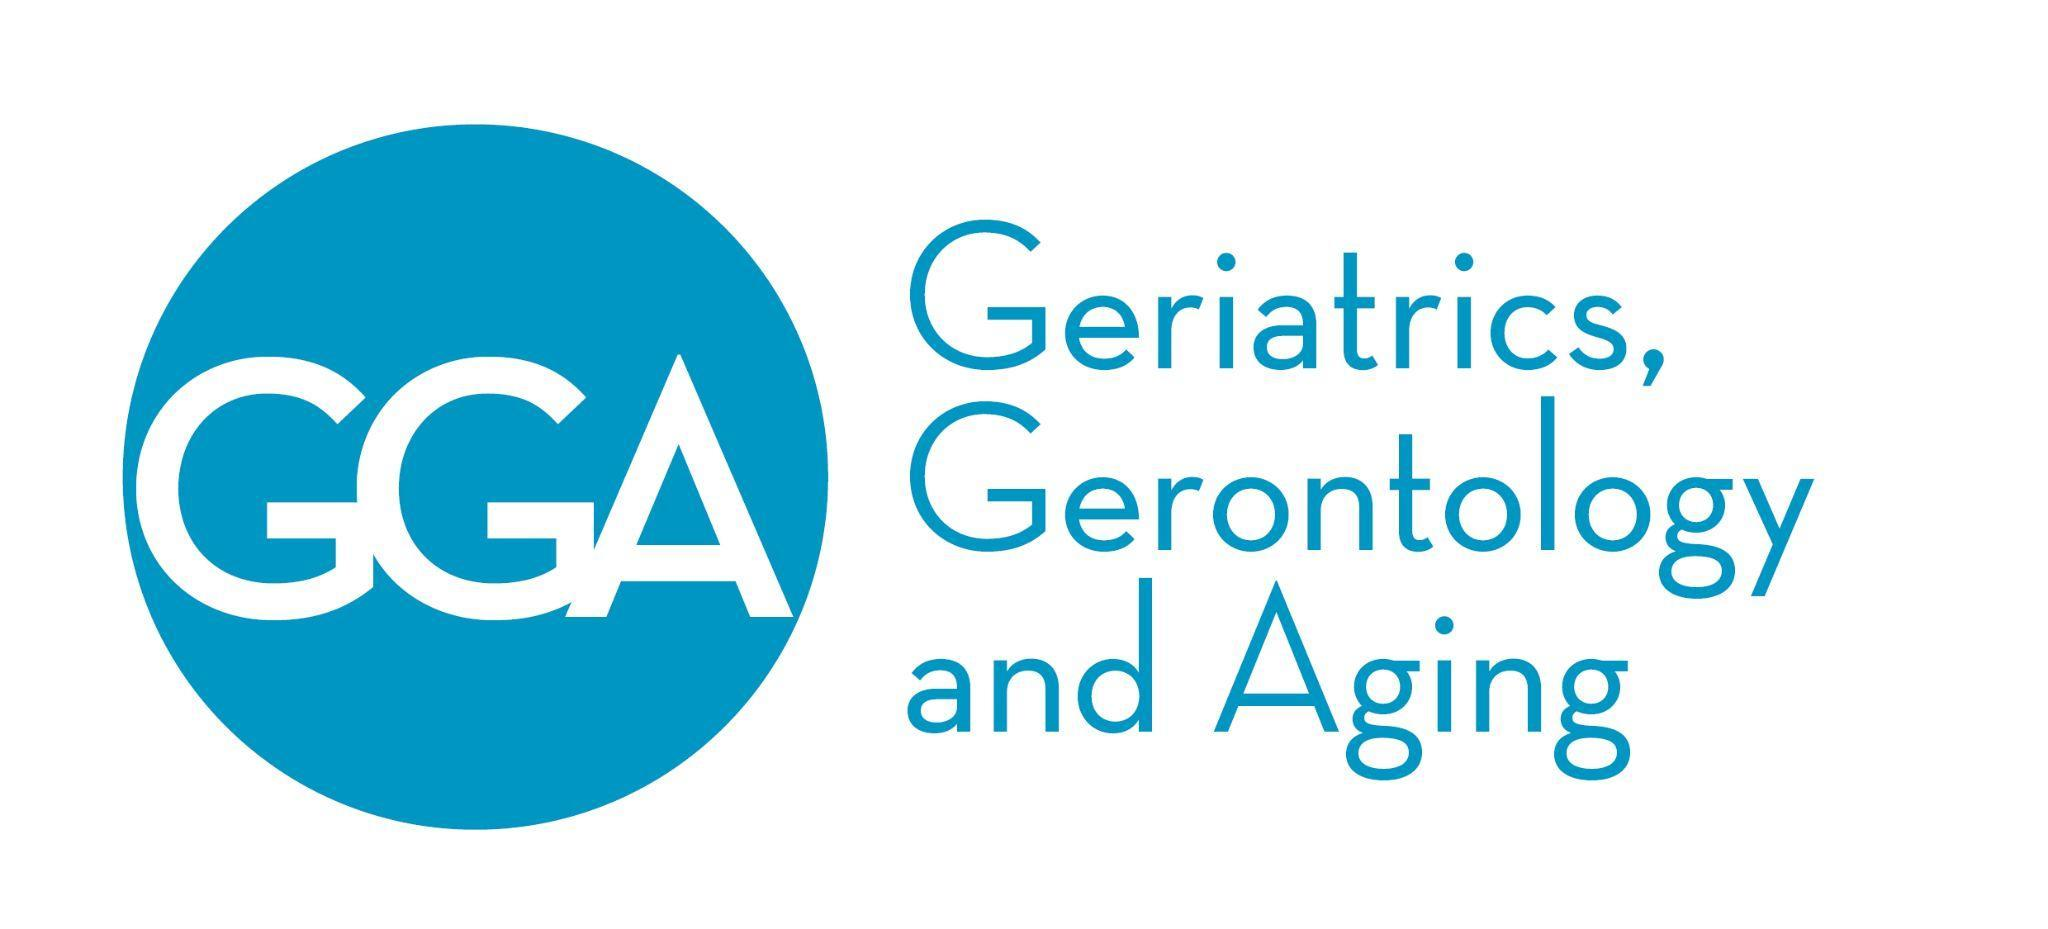 GGA
Geriatrics,
Gerontology
and Aging